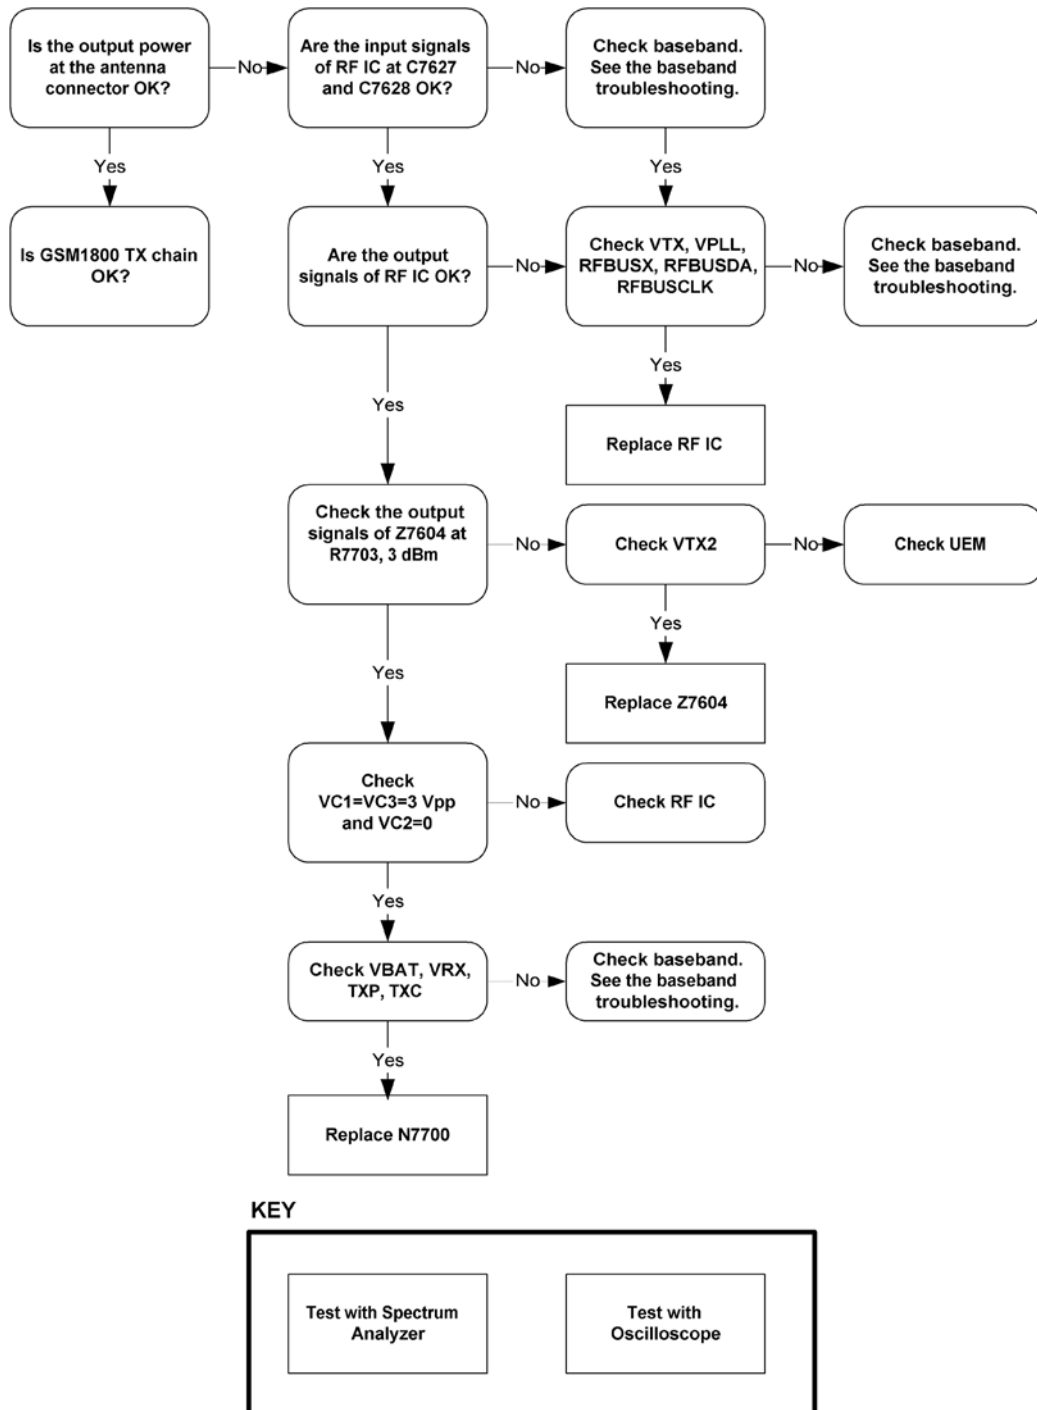 Is the output power
at the antenna
connector OK?
No
Are the input signals
of RF IC at C7627
and C7628 OK?
No
Check baseband.
See the baseband
troubleshooting.
Yes
Yes
Yes
Is GSM1800 TX chain
OK?
Are the output
signals of RF IC OK?
No
Check VTX, VPLL,
RFBUSX, RFBUSDA,
RFBUSCLK
No
Check baseband.
See the baseband
troubleshooting.
Yes
Yes
Replace RF IC
Check the output
signals of Z7604 at
R7703, 3 dBm
No
Check VTX2
No
Check UEM
Yes
Yes
Replace Z7604
Check
VC1=VC3=3 Vpp
and VC2=0
No
Check RF IC
Yes
Check VBAT, VRX,
TXP, TXC
No
Check baseband.
See the baseband
troubleshooting.
Yes
Replace N7700
KEY
Test with Spectrum
Analyzer
Test with
Oscilloscope